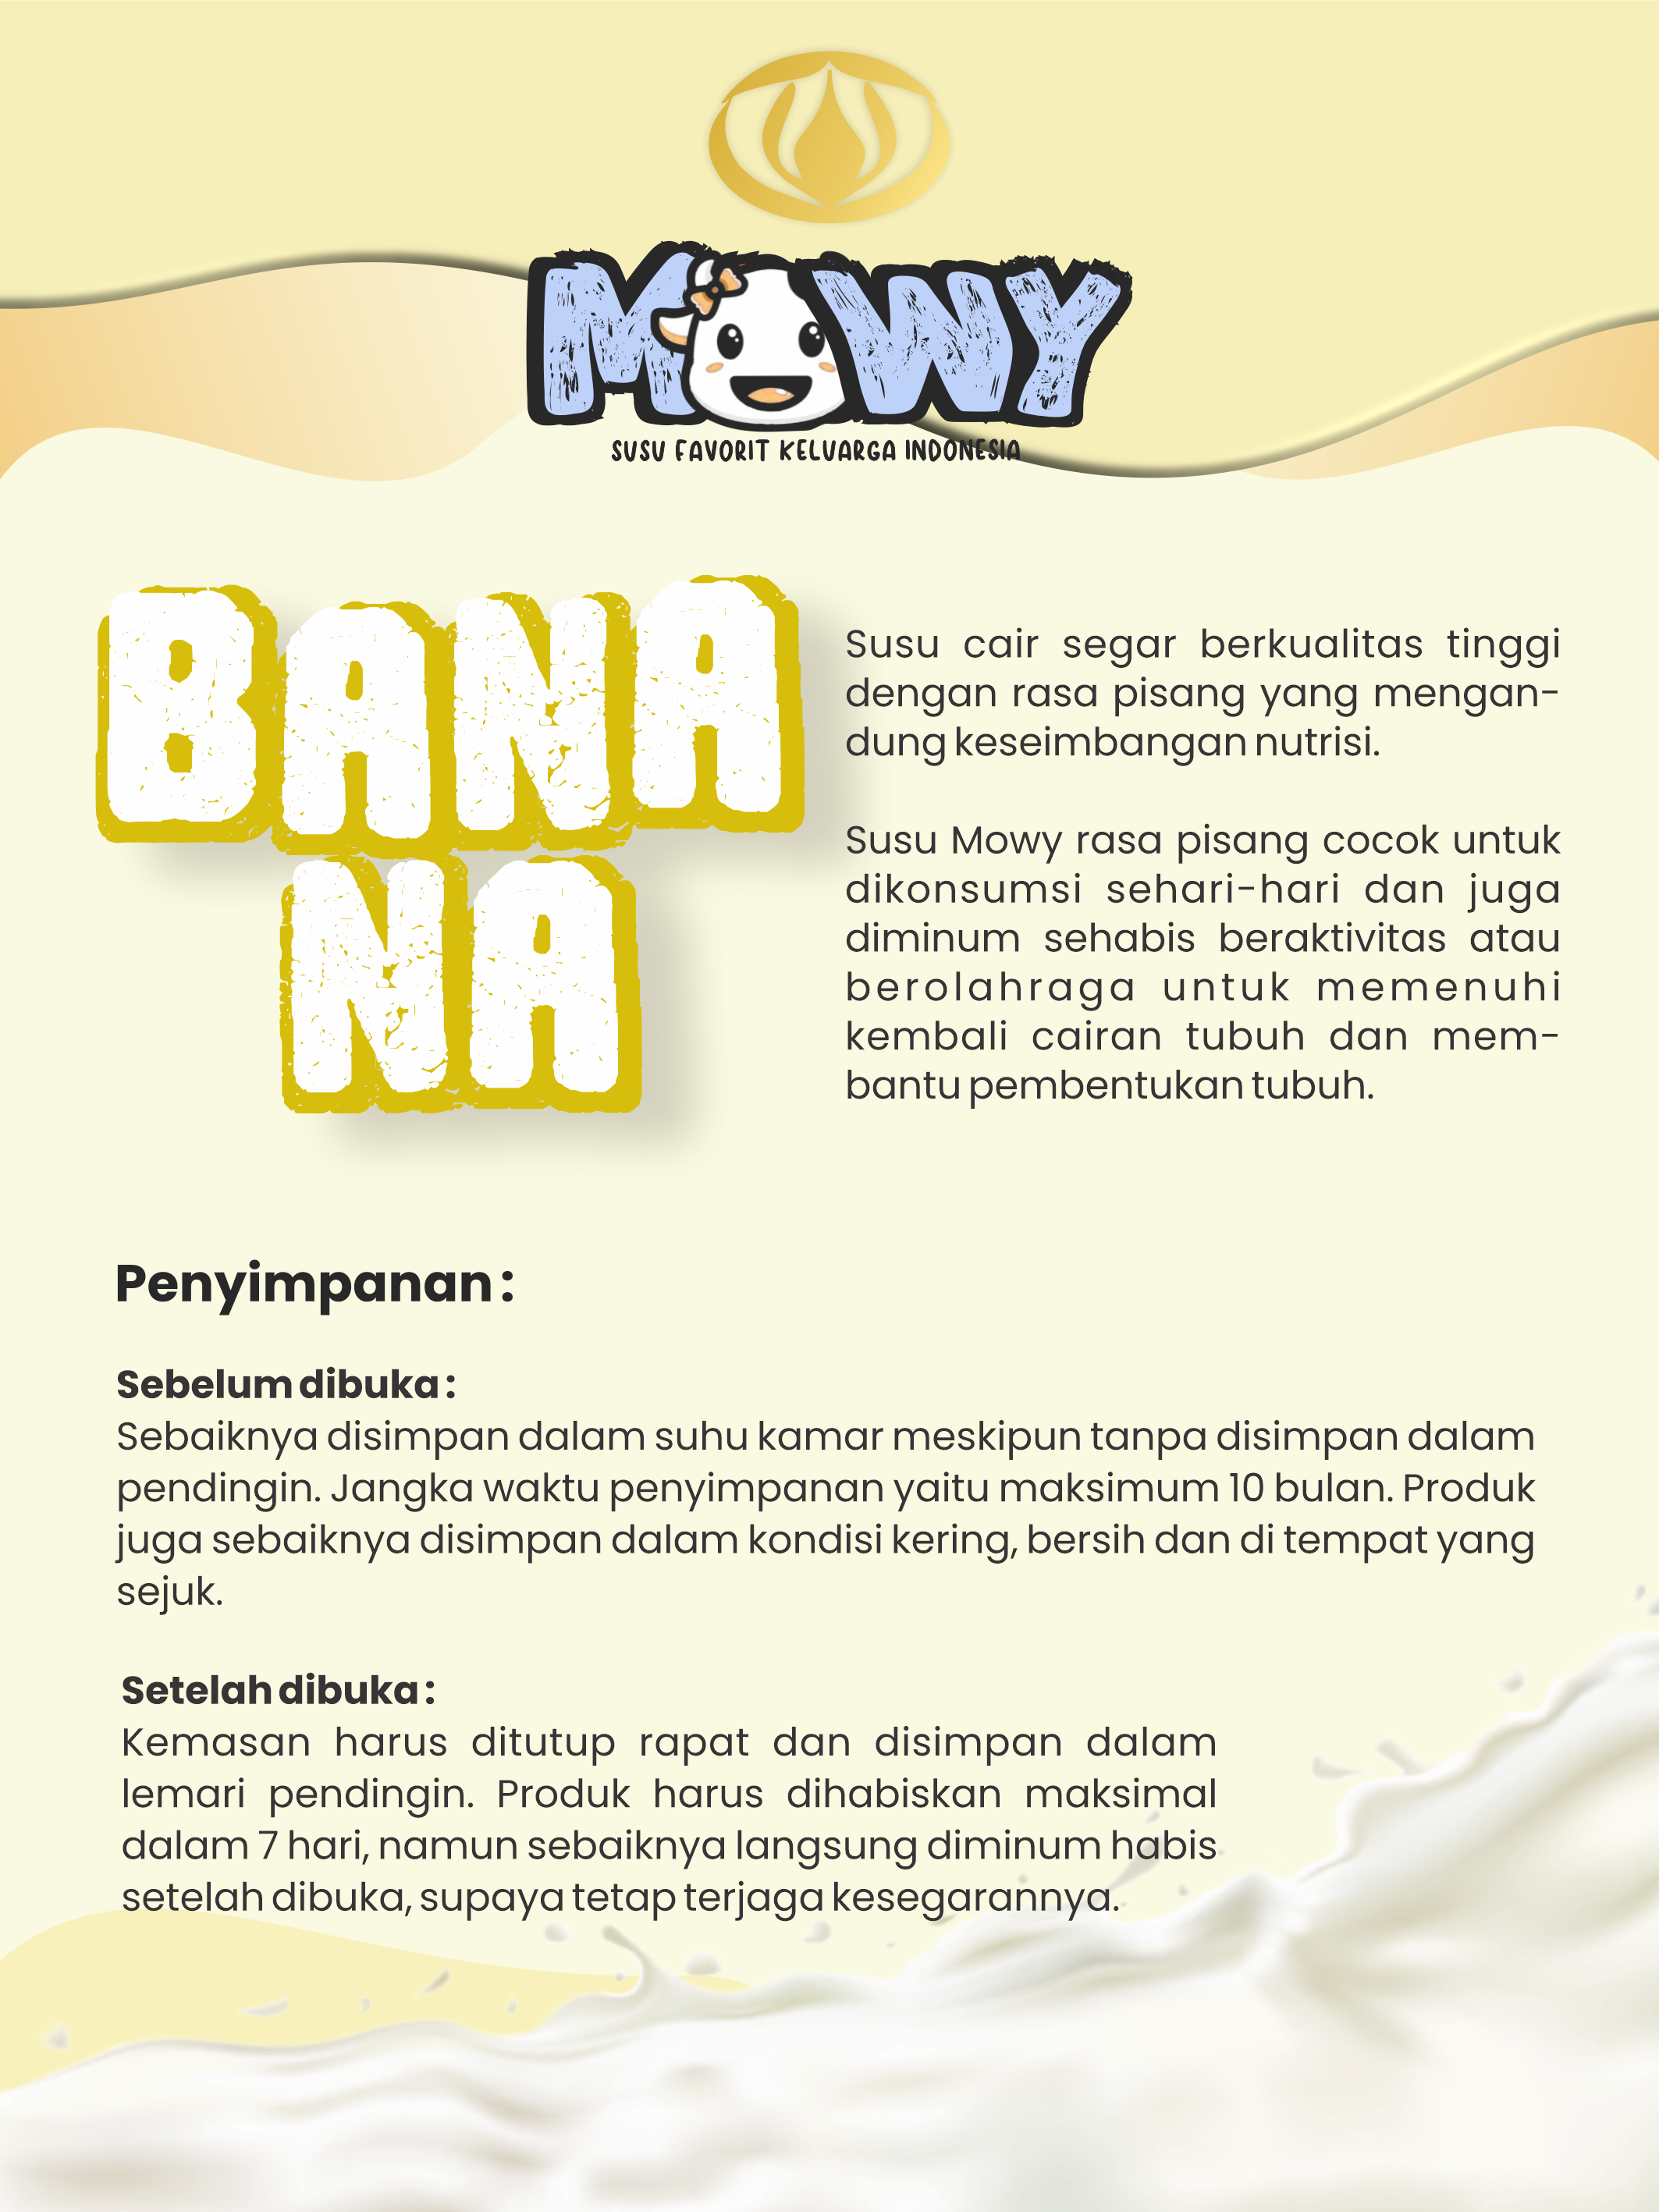 MOWY
SUSU FAVORIT KELUARGA INDONESIA
BANA
NA
Susu cair segar berkualitas tinggi
dengan rasa pisang yang mengan-
dung keseimbangan nutrisi.
Susu Mowy rasa pisang cocok untuk
dikonsumsi sehari-hari dan juga
diminum sehabis beraktivitas atau
berolahraga untuk memenuhi
kembali cairan tubuh dan mem-
bantu pembentukan tubuh.
Penyimpanan :
Sebelum dibuka :
Sebaiknya disimpan dalam suhu kamar meskipun tanpa disimpan dalam
pendingin. Jangka waktu penyimpanan yaitu maksimum 10 bulan. Produk
juga sebaiknya disimpan dalam kondisi kering, bersih dan di tempat yang
sejuk.
Setelah dibuka :
Kemasan harus ditutup rapat dan disimpan dalam
lemari pendingin. Produk harus dihabiskan maksimal
dalam 7 hari, namun sebaiknya langsung diminum habis
setelah dibuka, supaya tetap terjaga kesegarannya.